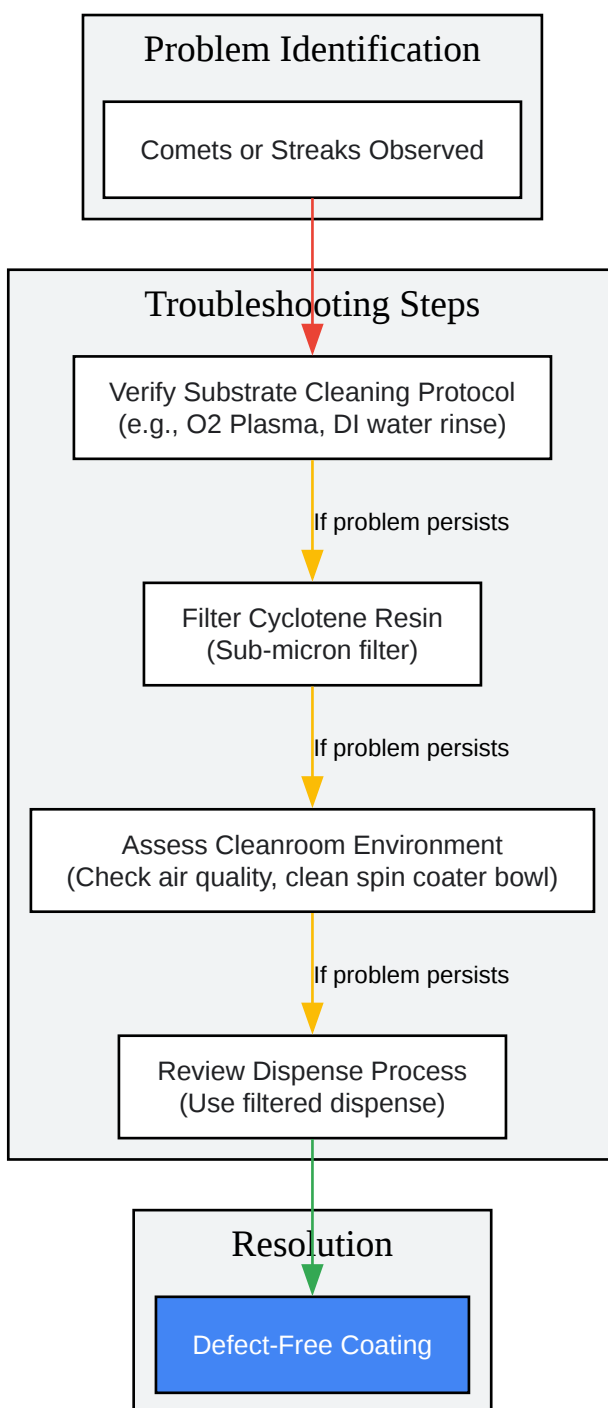 Problem Identification
Comets or Streaks Observed
Troubleshooting Steps
Verify Substrate Cleaning Protocol
(e.g., O2 Plasma, DI water rinse)
If problem persists
Filter Cyclotene Resin
(Sub-micron filter)
If problem persists
Assess Cleanroom Environment
(Check air quality, clean spin coater bowl)
If problem persists
Review Dispense Process
(Use filtered dispense)
Resolution
Defect-Free Coating